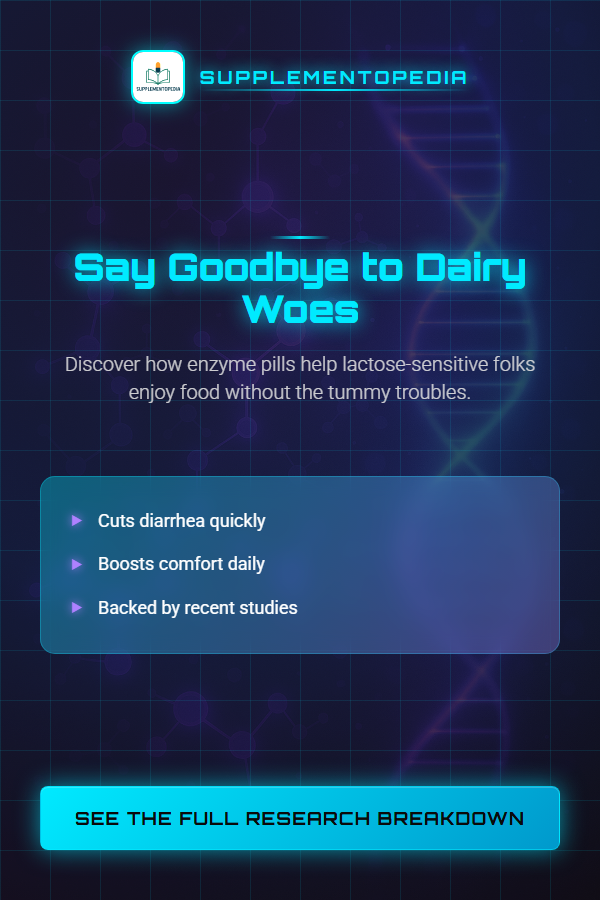 SUPPLEMENTOPEDIA
SUPPLEMENTOPEDIA
Say Goodbye to Dairy
Woes
Discover how enzyme pills help lactose-sensitive folks
enjoy food without the tummy troubles.
Cuts diarrhea quickly
Boosts comfort daily
Backed by recent studies
SEE THE FULL RESEARCH BREAKDOWN